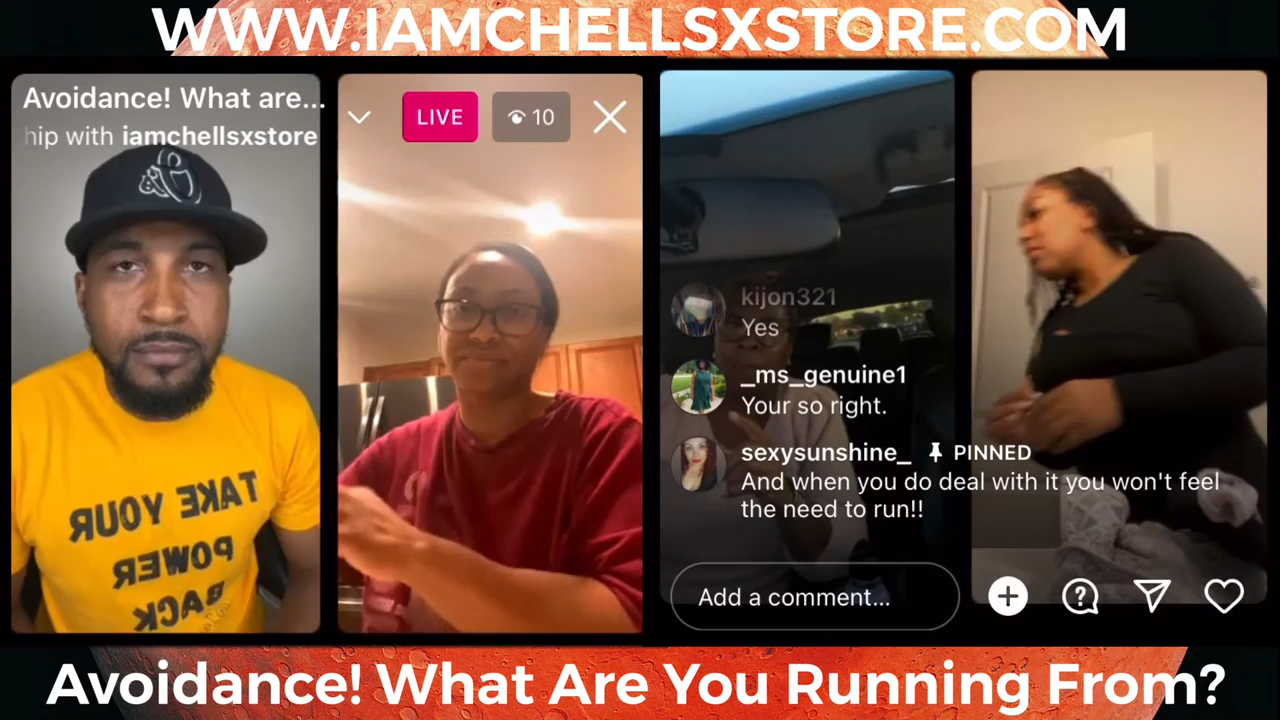 WWW.IAMCHELLSXSTORE.COM
Avoidance! What are...
hip with iamchellsxstore
LIVE
10
TAKE YOUR
POWER
BACK
kijon321
Yes
_ms_genuine1
Your so right.
sexysunshine_ PINNED
And when you do deal with it you won't feel
the need to run!!
Add a comment...
Avoidance! What Are You Running From?